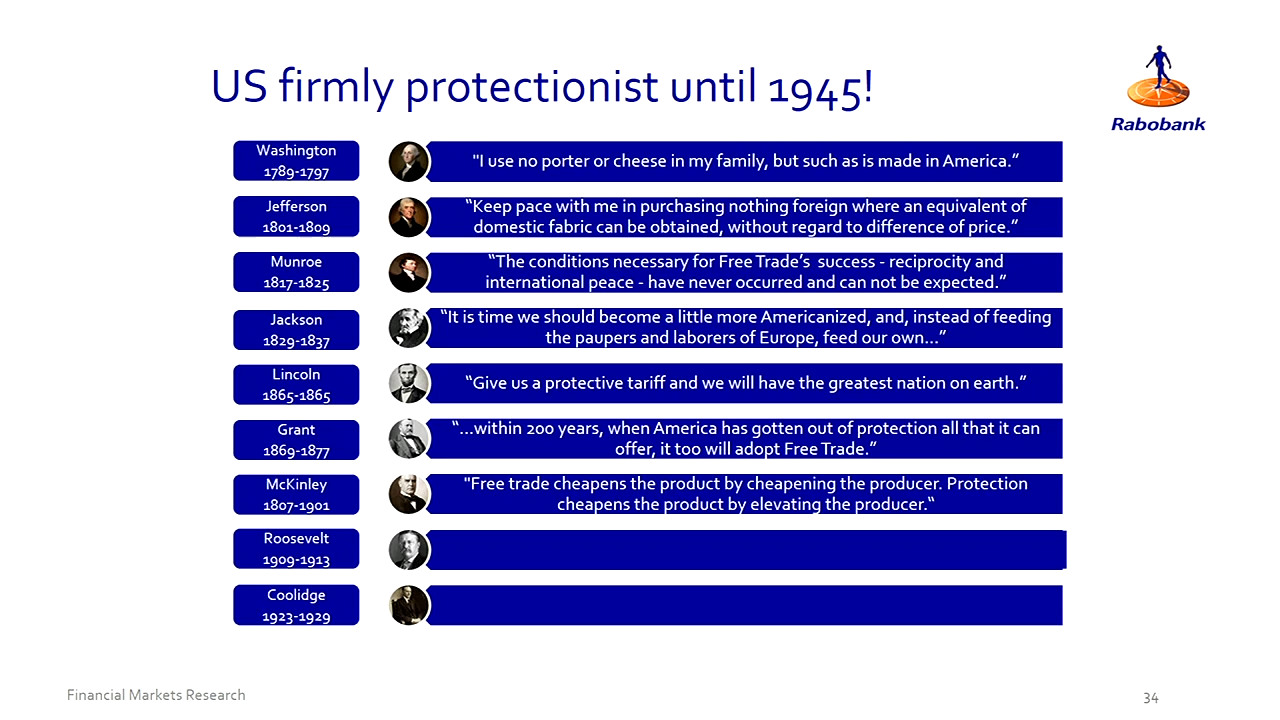 US firmly protectionist until 1945!
Rabobank
Washington
1789-1797
"I use no porter or cheese in my family, but such as is made in America.”
Jefferson
1801-1809
“Keep pace with me in purchasing nothing foreign where an equivalent of
domestic fabric can be obtained, without regard to difference of price.”
Munroe
1817-1825
“The conditions necessary for Free Trade’s  success - reciprocity and
international peace - have never occurred and can not be expected.”
Jackson
1829-1837
“It is time we should become a little more Americanized, and, instead of feeding
the paupers and laborers of Europe, feed our own...”
Lincoln
1865-1865
“Give us a protective tariff and we will have the greatest nation on earth.”
Grant
1869-1877
“...within 200 years, when America has gotten out of protection all that it can
offer, it too will adopt Free Trade.”
McKinley
1807-1901
"Free trade cheapens the product by cheapening the producer. Protection
cheapens the product by elevating the producer.“
Roosevelt
1909-1913
Coolidge
1923-1929
Financial Markets Research
34